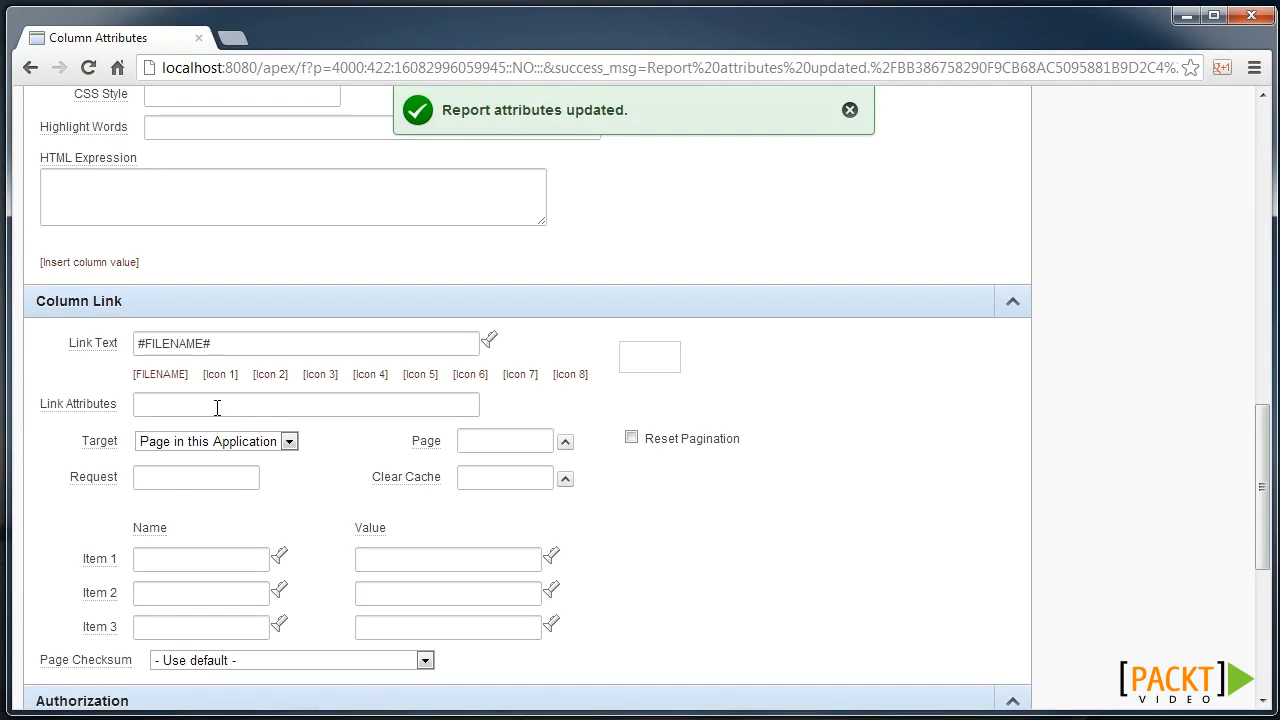 Column Attributes
localhost:8080/apex/f?p=4000:422:16082996059945::NO:::&success_msg=Report%20attributes%20updated.%2FBB386758290F9CB68AC5095881B9D2C4%
CSS Style
Report attributes updated.
Highlight Words
HTML Expression
[Insert column value]
Column Link
Link Text #FILENAME#
[FILENAME] [Icon 1] [Icon 2] [Icon 3] [Icon 4] [Icon 5] [Icon 6] [Icon 7] [Icon 8]
Link Attributes
Target Page in this Application Page Reset Pagination
Request Clear Cache
Name Value
Item 1
Item 2
Item 3
Page Checksum - Use default -
Authorization
[PACKT]
VIDEO